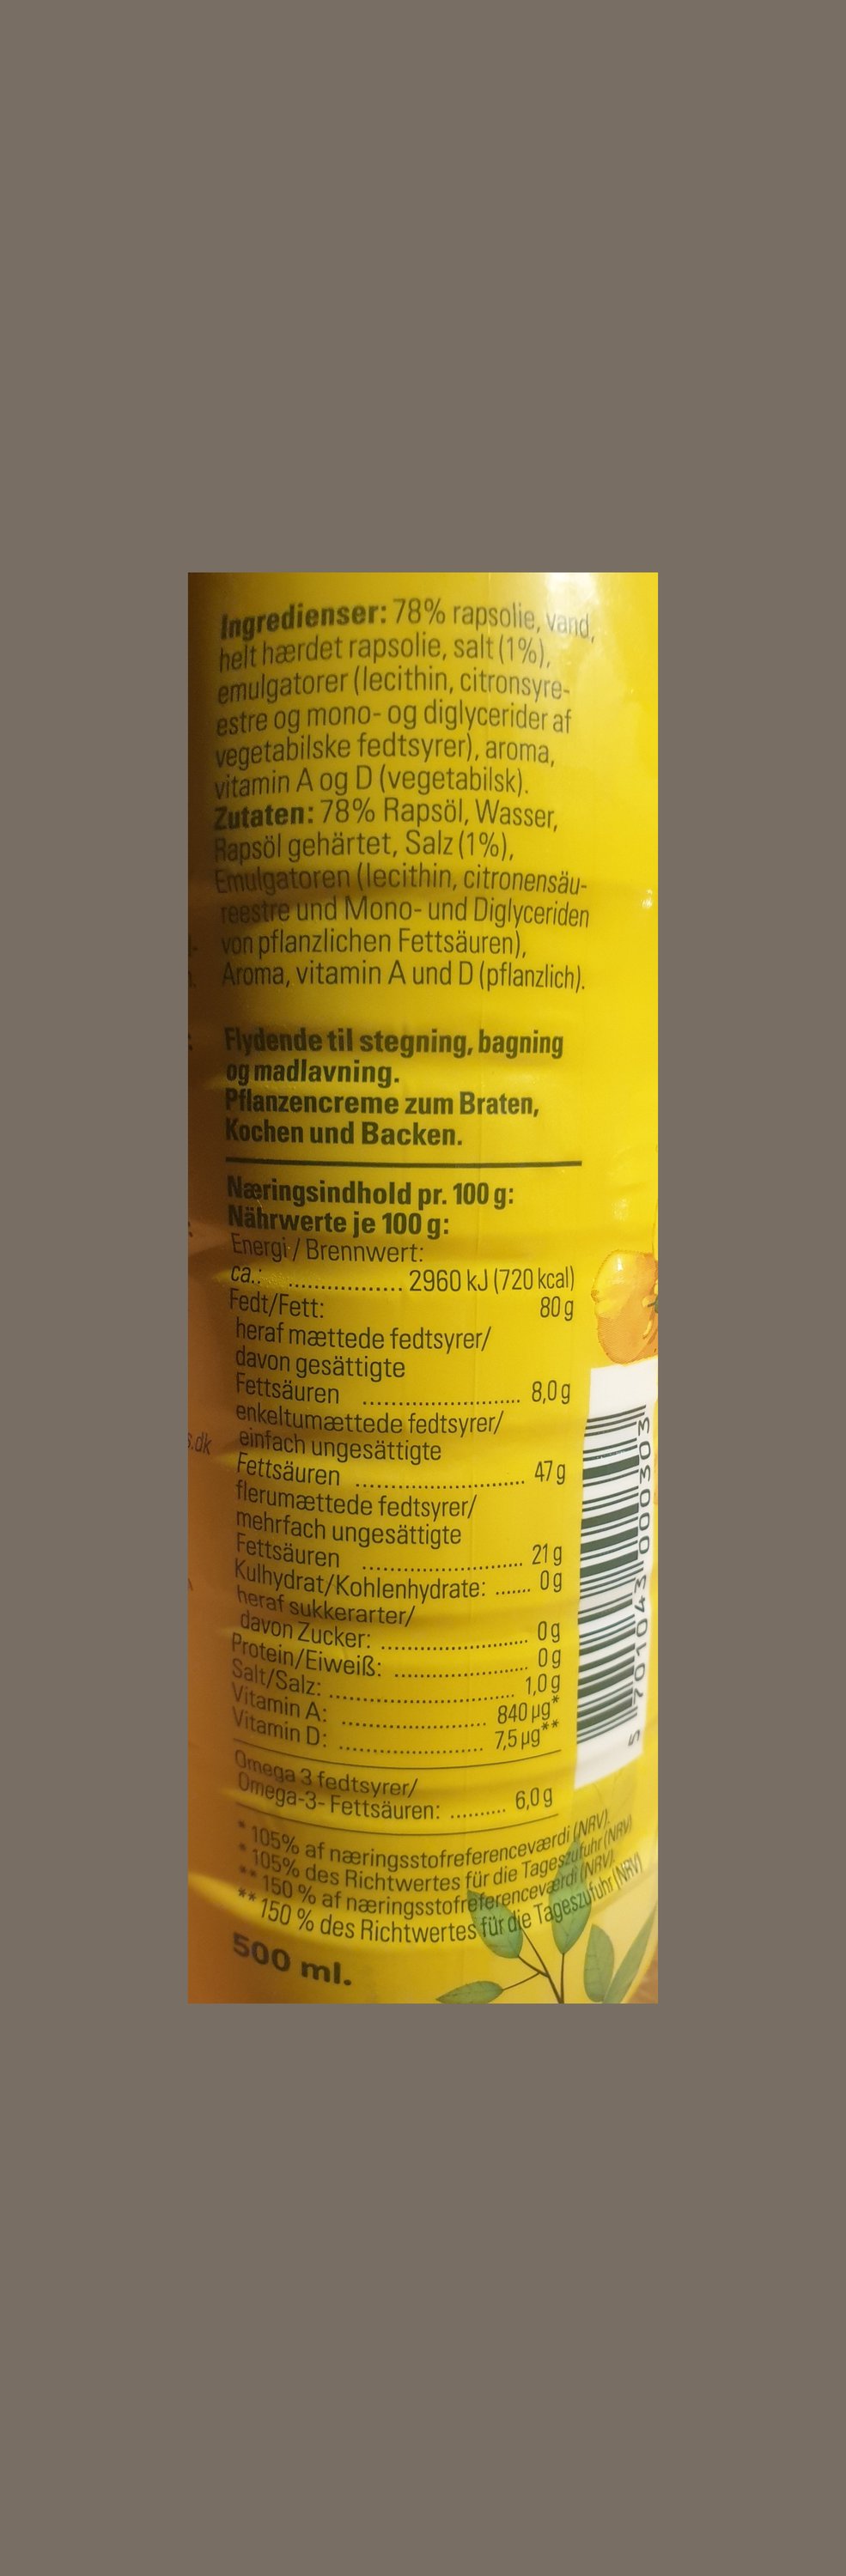 Ingredienser: 78% rapsolie, vand,
helt hærdet rapsolie, salt (1%),
emulgatorer (lecithin, citronsyre-
estre og mono- og diglycerider af
vegetabilske fedtsyrer), aroma,
vitamin A og D (vegetabilsk).
Zutaten: 78% Rapsöl, Wasser,
Rapsöl gehärtet, Salz (1%),
Emulgatoren (lecithin, citronensäu-
reestre und Mono- und Diglyceriden
von pflanzlichen Fettsäuren),
Aroma, vitamin A und D (pflanzlich).
Flydende til stegning, bagning
og madlavning.
Pflanzencreme zum Braten,
Kochen und Backen.
Næringsindhold pr. 100 g:
Nährwerte je 100 g:
Energi / Brennwert:
ca.: ................. 2960 kJ (720 kcal)
Fedt/Fett: 80 g
heraf mættede fedtsyrer/
davon gesättigte
Fettsäuren ........................ 8,0 g
enkeltumættede fedtsyrer/
einfach ungesättigte
Fettsäuren ......................... 47 g
flerumættede fedtsyrer/
mehrfach ungesättigte
Fettsäuren ........................ 21 g
Kulhydrat/Kohlenhydrate: ....... 0 g
heraf sukkerarter/
davon Zucker: ...................... 0 g
Protein/Eiweiß: .................... 0 g
Salt/Salz: ............................ 1,0 g
Vitamin A: ...................... 840 µg*
Vitamin D: ...................... 7,5 µg**
Omega 3 fedtsyrer/
Omega-3- Fettsäuren: .......... 6,0 g
* 105% af næringsstofreferenceværdi (NRV).
* 105% des Richtwertes für die Tageszufuhr (NRV)
** 150 % af næringsstofreferenceværdi (NRV).
** 150 % des Richtwertes für die Tageszufuhr (NRV)
500 ml.
s.dk
5 701043 000303